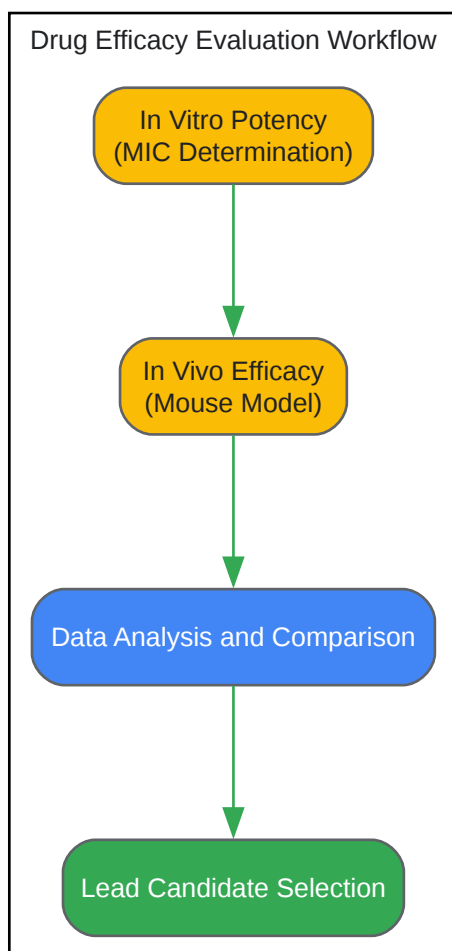 Drug Efficacy Evaluation Workflow
In Vitro Potency
(MIC Determination)
In Vivo Efficacy
(Mouse Model)
Data Analysis and Comparison
Lead Candidate Selection